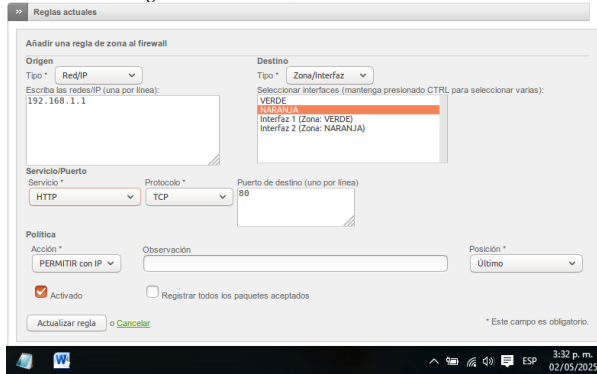 » Reglas actuales
Añadir una regla de zona al firewall
Origen
Tipo * Red/IP
Escriba las redes/IP (una por línea):
192.168.1.1
Destino
Tipo * Zona/Interfaz
Seleccionar interfaces (mantenga presionado CTRL para seleccionar varias):
VERDE
NARANJA
Interfaz 1 (Zona: VERDE)
Interfaz 2 (Zona: NARANJA)
Servicio/Puerto
Servicio * Protocolo * Puerto de destino (uno por línea)
HTTP TCP 80
Política
Acción * Observación Posición *
PERMITIR con IP Último
Activado Registrar todos los paquetes aceptados
Actualizar regla o Cancelar * Este campo es obligatorio.
W ESP 3:32 p. m.
02/05/2025